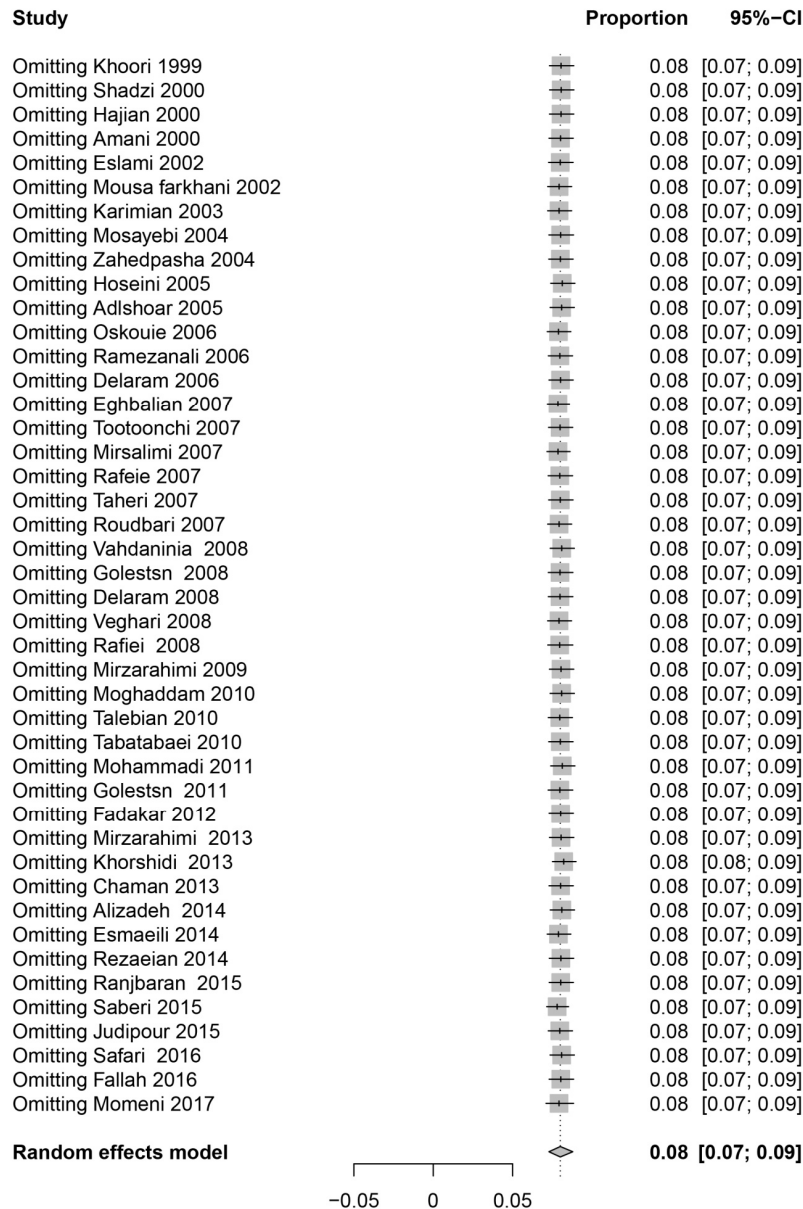 Study Proportion 95%−CI
Omitting Khoori 1999 0.08 [0.07; 0.09]
Omitting Shadzi 2000 0.08 [0.07; 0.09]
Omitting Hajian 2000 0.08 [0.07; 0.09]
Omitting Amani 2000 0.08 [0.07; 0.09]
Omitting Eslami 2002 0.08 [0.07; 0.09]
Omitting Mousa farkhani 2002 0.08 [0.07; 0.09]
Omitting Karimian 2003 0.08 [0.07; 0.09]
Omitting Mosayebi 2004 0.08 [0.07; 0.09]
Omitting Zahedpasha 2004 0.08 [0.07; 0.09]
Omitting Hoseini 2005 0.08 [0.07; 0.09]
Omitting Adlshoar 2005 0.08 [0.07; 0.09]
Omitting Oskouie 2006 0.08 [0.07; 0.09]
Omitting Ramezanali 2006 0.08 [0.07; 0.09]
Omitting Delaram 2006 0.08 [0.07; 0.09]
Omitting Eghbalian 2007 0.08 [0.07; 0.09]
Omitting Tootoonchi 2007 0.08 [0.07; 0.09]
Omitting Mirsalimi 2007 0.08 [0.07; 0.09]
Omitting Rafeie 2007 0.08 [0.07; 0.09]
Omitting Taheri 2007 0.08 [0.07; 0.09]
Omitting Roudbari 2007 0.08 [0.07; 0.09]
Omitting Vahdaninia 2008 0.08 [0.07; 0.09]
Omitting Golestsn 2008 0.08 [0.07; 0.09]
Omitting Delaram 2008 0.08 [0.07; 0.09]
Omitting Veghari 2008 0.08 [0.07; 0.09]
Omitting Rafiei 2008 0.08 [0.07; 0.09]
Omitting Mirzarahimi 2009 0.08 [0.07; 0.09]
Omitting Moghaddam 2010 0.08 [0.07; 0.09]
Omitting Talebian 2010 0.08 [0.07; 0.09]
Omitting Tabatabaei 2010 0.08 [0.07; 0.09]
Omitting Mohammadi 2011 0.08 [0.07; 0.09]
Omitting Golestsn 2011 0.08 [0.07; 0.09]
Omitting Fadakar 2012 0.08 [0.07; 0.09]
Omitting Mirzarahimi 2013 0.08 [0.07; 0.09]
Omitting Khorshidi 2013 0.08 [0.08; 0.09]
Omitting Chaman 2013 0.08 [0.07; 0.09]
Omitting Alizadeh 2014 0.08 [0.07; 0.09]
Omitting Esmaeili 2014 0.08 [0.07; 0.09]
Omitting Rezaeian 2014 0.08 [0.07; 0.09]
Omitting Ranjbaran 2015 0.08 [0.07; 0.09]
Omitting Saberi 2015 0.08 [0.07; 0.09]
Omitting Judipour 2015 0.08 [0.07; 0.09]
Omitting Safari 2016 0.08 [0.07; 0.09]
Omitting Fallah 2016 0.08 [0.07; 0.09]
Omitting Momeni 2017 0.08 [0.07; 0.09]
Random effects model 0.08 [0.07; 0.09]
−0.05 0 0.05